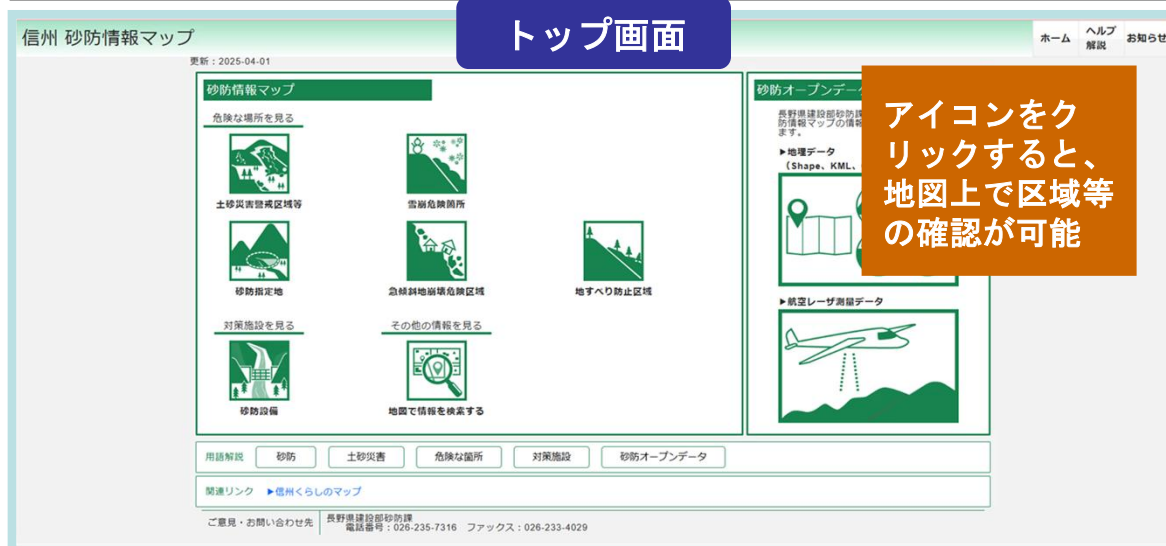 トップ画面
信州 砂防情報マップ
ホーム
ヘルプ
解説
お知らせ
更新：2025-04-01
砂防情報マップ
危険な場所を見る
土砂災害警戒区域等
雪崩危険箇所
砂防指定地
急傾斜地崩壊危険区域
地すべり防止区域
対策施設を見る
その他の情報を見る
砂防設備
地図で情報を検索する
砂防オープンデー
長野県建設部砂防
防情報マップの情報
ます。
▶地理データ
（Shape、KML、
▶航空レーザ測量データ
アイコンをク
リックすると、
地図上で区域等
の確認が可能
用語解説 砂防 土砂災害 危険な箇所 対策施設 砂防オープンデータ
関連リンク ▶信州くらしのマップ
ご意見・お問い合わせ先
長野県建設部砂防課
電話番号：026-235-7316 ファックス：026-233-4029